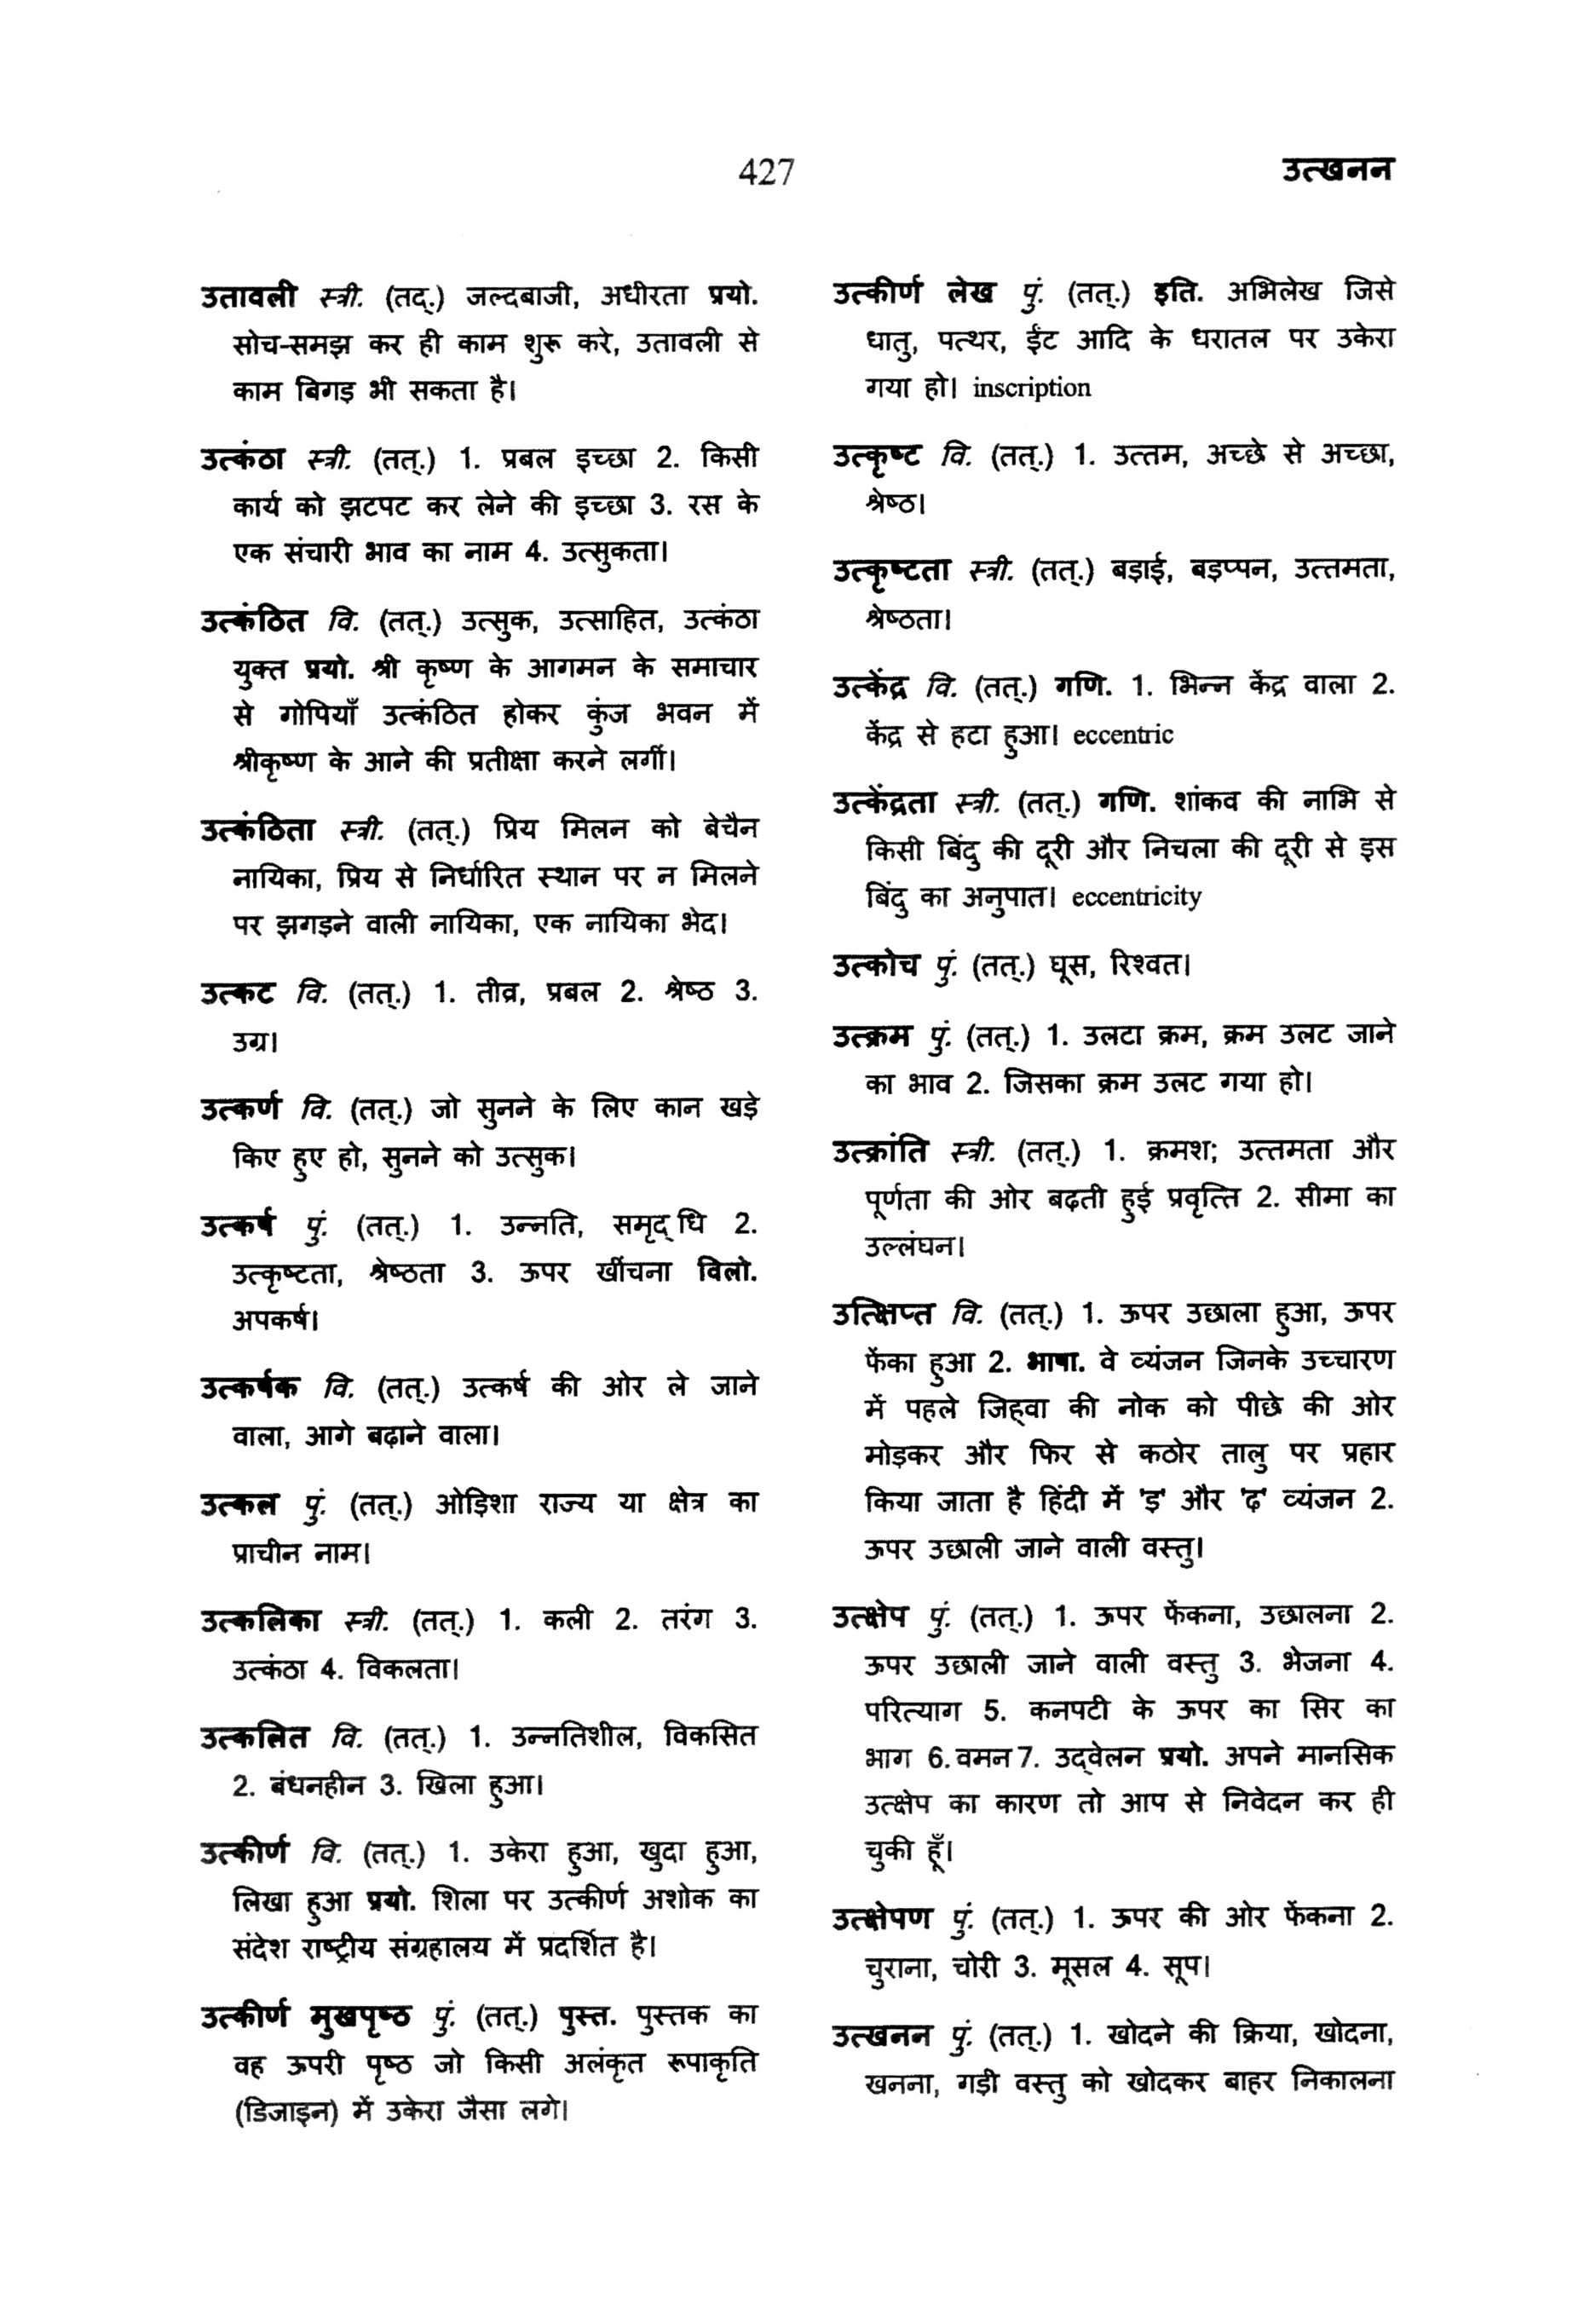 427
उत्खनन
उतावली स्त्री. (तद्.) जल्दबाजी, अधीरता प्रयो.
सोच-समझ कर ही काम शुरू करे, उतावली से
काम बिगड़ भी सकता है।
उत्कंठा स्त्री. (तत्.) 1. प्रबल इच्छा 2. किसी
कार्य को झटपट कर लेने की इच्छा 3. रस के
एक संचारी भाव का नाम 4. उत्सुकता।
उत्कंठित वि. (तत्.) उत्सुक, उत्साहित, उत्कंठा
युक्त प्रयो. श्री कृष्ण के आगमन के समाचार
से गोपियाँ उत्कंठित होकर कुंज भवन में
श्रीकृष्ण के आने की प्रतीक्षा करने लगीं।
उत्कंठिता स्त्री. (तत्.) प्रिय मिलन को बेचैन
नायिका, प्रिय से निर्धारित स्थान पर न मिलने
पर झगड़ने वाली नायिका, एक नायिका भेद।
उत्कट वि. (तत्.) 1. तीव्र, प्रबल 2. श्रेष्ठ 3.
उग्र।
उत्कर्ण वि. (तत्.) जो सुनने के लिए कान खड़े
किए हुए हो, सुनने को उत्सुक।
उत्कर्ष पुं. (तत्.) 1. उन्नति, समृद्धि 2.
उत्कृष्टता, श्रेष्ठता 3. ऊपर खींचना विलो.
अपकर्ष।
उत्कर्षक वि. (तत्.) उत्कर्ष की ओर ले जाने
वाला, आगे बढ़ाने वाला।
उत्कल पुं. (तत्.) ओड़िशा राज्य या क्षेत्र का
प्राचीन नाम।
उत्कलिका स्त्री. (तत्.) 1. कली 2. तरंग 3.
उत्कंठा 4. विकलता।
उत्कलित वि. (तत्.) 1. उन्नतिशील, विकसित
2. बंधनहीन 3. खिला हुआ।
उत्कीर्ण वि. (तत्.) 1. उकेरा हुआ, खुदा हुआ,
लिखा हुआ प्रयो. शिला पर उत्कीर्ण अशोक का
संदेश राष्ट्रीय संग्रहालय में प्रदर्शित है।
उत्कीर्ण मुखपृष्ठ पुं. (तत्.) पुस्त. पुस्तक का
वह ऊपरी पृष्ठ जो किसी अलंकृत रूपाकृति
(डिजाइन) में उकेरा जैसा लगे।
उत्कीर्ण लेख पुं. (तत्.) इति. अभिलेख जिसे
धातु, पत्थर, ईंट आदि के धरातल पर उकेरा
गया हो। inscription
उत्कृष्ट वि. (तत्.) 1. उत्तम, अच्छे से अच्छा,
श्रेष्ठ।
उत्कृष्टता स्त्री. (तत्.) बड़ाई, बड़प्पन, उत्तमता,
श्रेष्ठता।
उत्केंद्र वि. (तत्.) गणि. 1. भिन्न केंद्र वाला 2.
केंद्र से हटा हुआ। eccentric
उत्केंद्रता स्त्री. (तत्.) गणि. शांकव की नाभि से
किसी बिंदु की दूरी और निचला की दूरी से इस
बिंदु का अनुपात। eccentricity
उत्कोच पुं. (तत्.) घूस, रिश्वत।
उत्क्रम पुं. (तत्.) 1. उलटा क्रम, क्रम उलट जाने
का भाव 2. जिसका क्रम उलट गया हो।
उत्क्रांति स्त्री. (तत्.) 1. क्रमश; उत्तमता और
पूर्णता की ओर बढ़ती हुई प्रवृत्ति 2. सीमा का
उल्लंघन।
उत्क्षिप्त वि. (तत्.) 1. ऊपर उछाला हुआ, ऊपर
फेंका हुआ 2. भाषा. वे व्यंजन जिनके उच्चारण
में पहले जिह्वा की नोक को पीछे की ओर
मोड़कर और फिर से कठोर तालु पर प्रहार
किया जाता है हिंदी में 'ड़' और 'ढ़' व्यंजन 2.
ऊपर उछाली जाने वाली वस्तु।
उत्क्षेप पुं. (तत्.) 1. ऊपर फेंकना, उछालना 2.
ऊपर उछाली जाने वाली वस्तु 3. भेजना 4.
परित्याग 5. कनपटी के ऊपर का सिर का
भाग 6. वमन 7. उद्वेलन प्रयो. अपने मानसिक
उत्क्षेप का कारण तो आप से निवेदन कर ही
चुकी हूँ।
उत्क्षेपण पुं. (तत्.) 1. ऊपर की ओर फेंकना 2.
चुराना, चोरी 3. मूसल 4. सूप।
उत्खनन पुं. (तत्.) 1. खोदने की क्रिया, खोदना,
खनना, गड़ी वस्तु को खोदकर बाहर निकालना